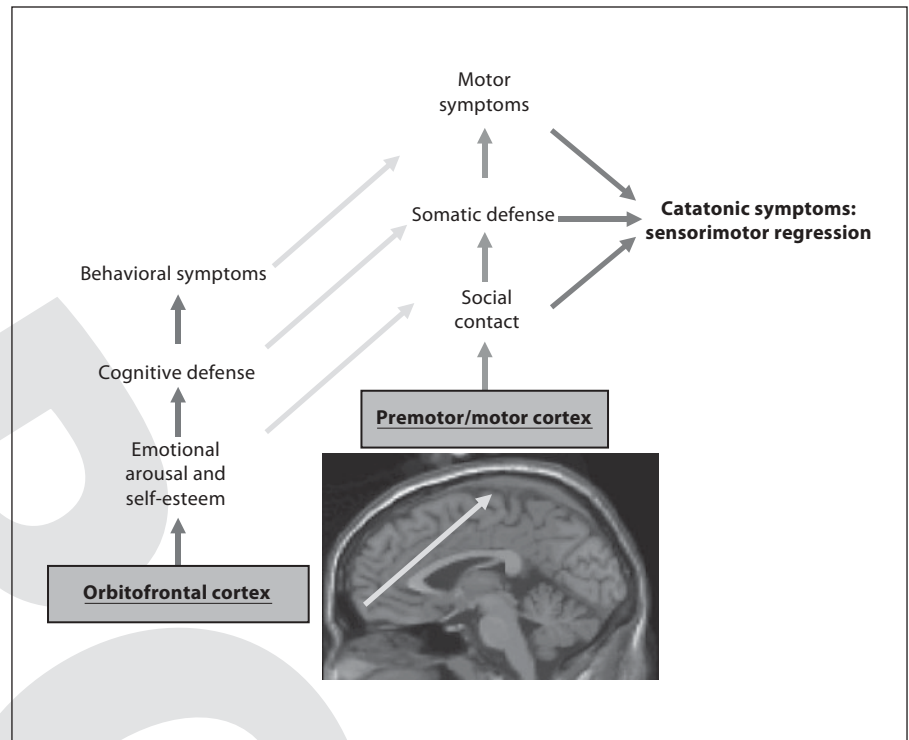 Motor
symptoms
Somatic defense
Catatonic symptoms:
sensorimotor regression
Behavioral symptoms
Social
contact
Cognitive defense
Premotor/motor cortex
Emotional
arousal and
self-esteem
Orbitofrontal cortex